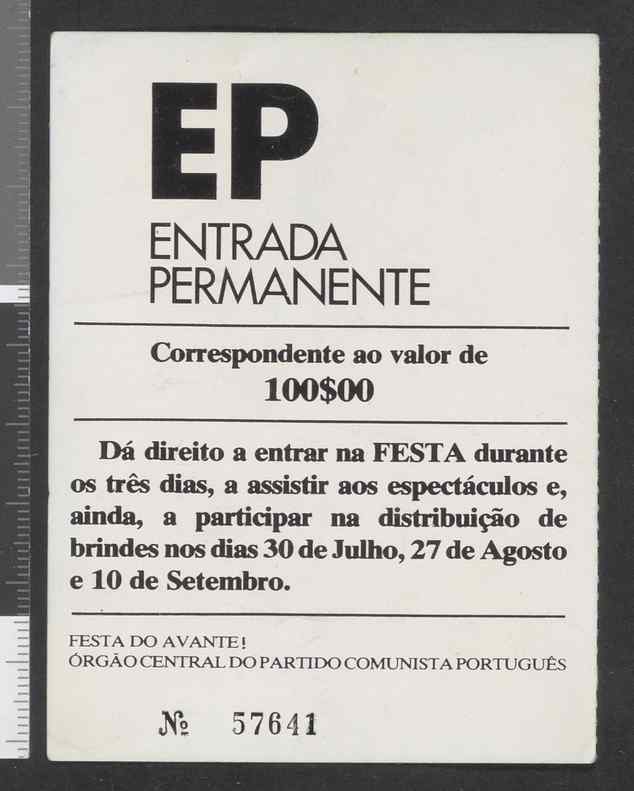 EP
ENTRADA
PERMANENTE
Correspondente ao valor de
100$00
Dá direito a entrar na FESTA durante
os três dias, a assistir aos espectáculos e,
ainda, a participar na distribuição de
brindes nos dias 30 de Julho, 27 de Agosto
e 10 de Setembro.
FESTA DO AVANTE!
ÓRGÃO CENTRAL DO PARTIDO COMUNISTA PORTUGUÊS
№ 57641